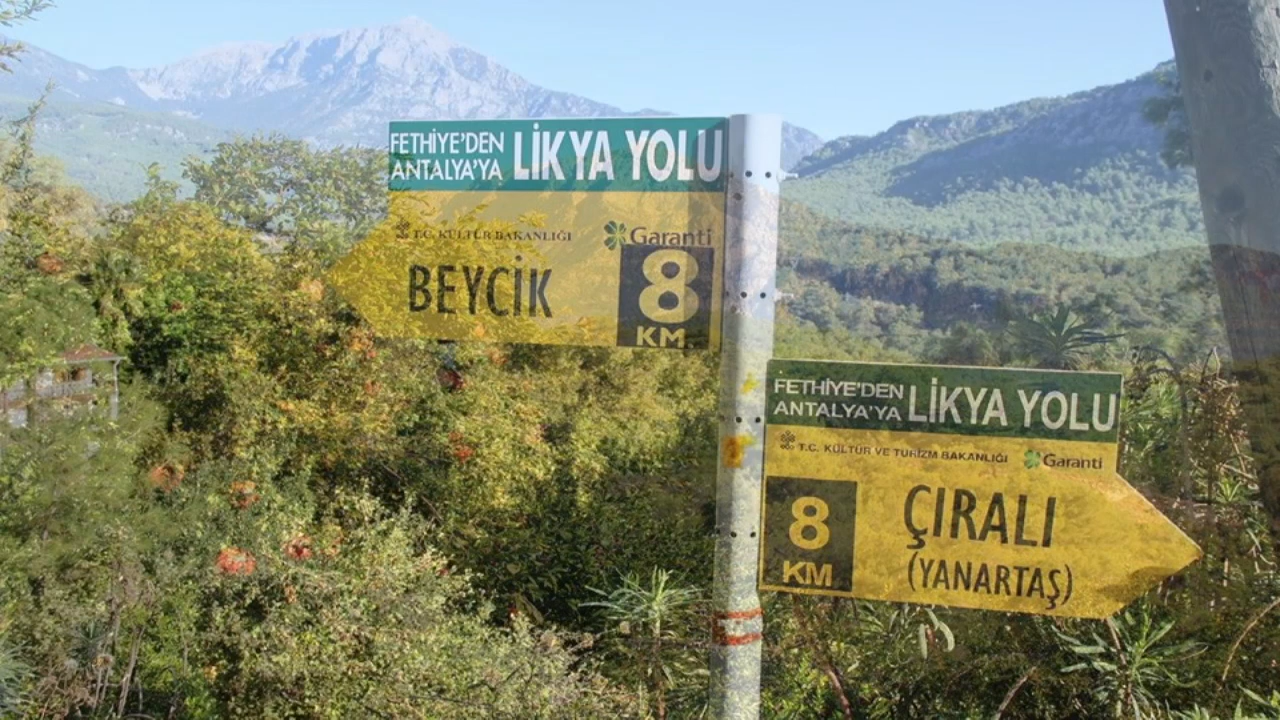 FETHİYE'DEN
ANTALYA'YA
LİKYA YOLU
T.C. KÜLTÜR BAKANLIĞI
Garanti
BEYCİK
8
KM
FETHİYE'DEN
ANTALYA'YA
LİKYA YOLU
T.C. KÜLTÜR VE TURİZM BAKANLIĞI
Garanti
8
KM
ÇIRALI
(YANARTAŞ)